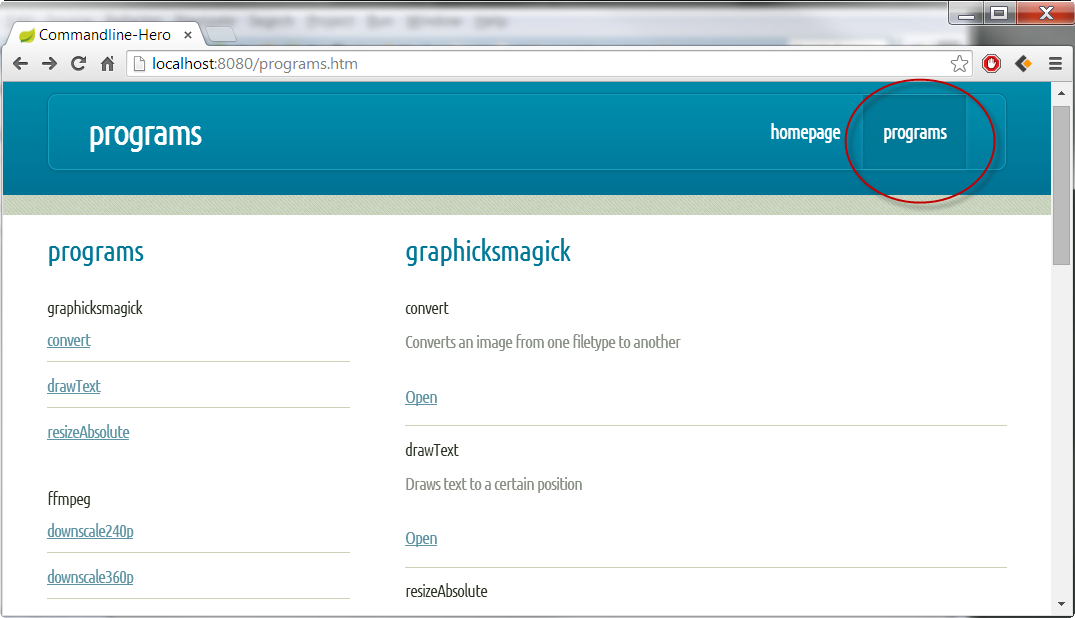 Commandline-Hero
localhost:8080/programs.htm
programs
homepage
programs
programs
graphicksmagick
convert
drawText
resizeAbsolute
ffmpeg
downscale240p
downscale360p
graphicksmagick
convert
Converts an image from one filetype to another
Open
drawText
Draws text to a certain position
Open
resizeAbsolute